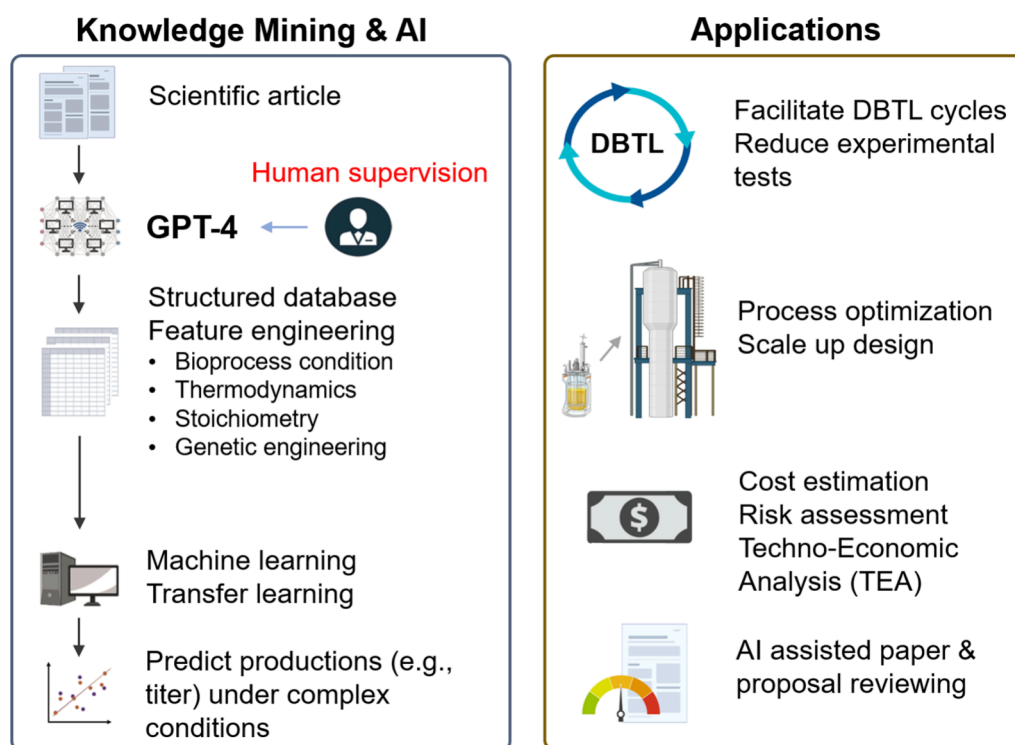 Knowledge Mining & AI
Scientific article
Human supervision
GPT-4
Structured database
Feature engineering
• Bioprocess condition
• Thermodynamics
• Stoichiometry
• Genetic engineering
Machine learning
Transfer learning
Predict productions (e.g.,
titer) under complex
conditions
Applications
DBTL
Facilitate DBTL cycles
Reduce experimental
tests
Process optimization
Scale up design
$
Cost estimation
Risk assessment
Techno-Economic
Analysis (TEA)
AI assisted paper &
proposal reviewing